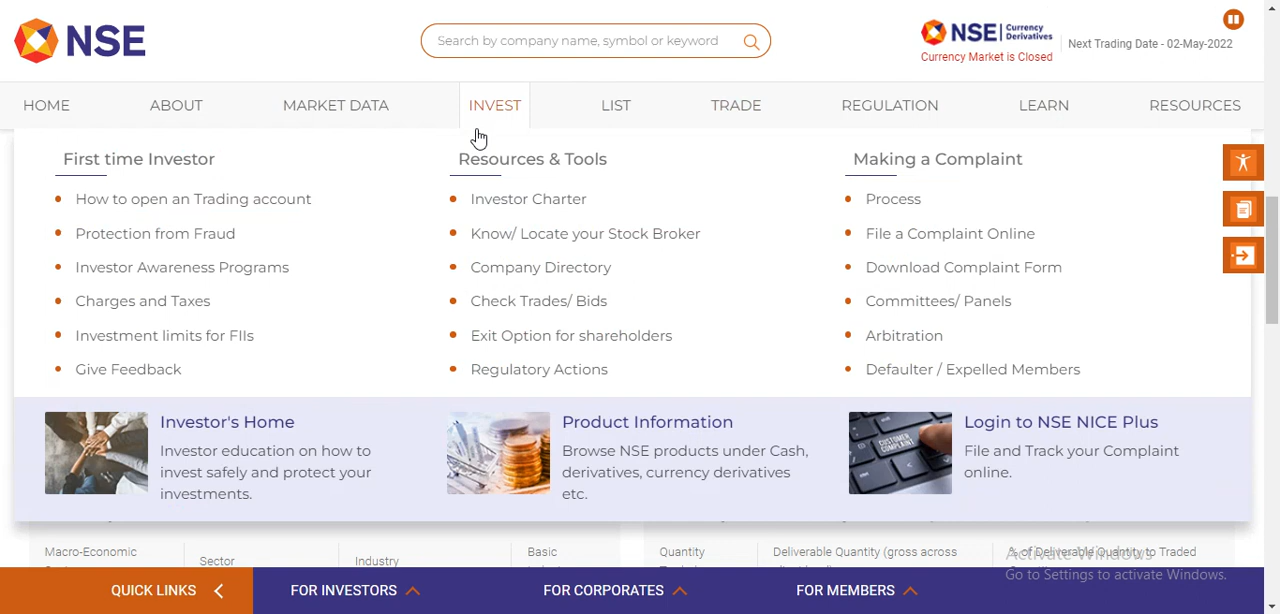 NSE
Search by company name, symbol or keyword
NSE Currency Derivatives
Currency Market is Closed
Next Trading Date - 02-May-2022
HOME ABOUT MARKET DATA INVEST LIST TRADE REGULATION LEARN RESOURCES
First time Investor
How to open an Trading account
Protection from Fraud
Investor Awareness Programs
Charges and Taxes
Investment limits for FIIs
Give Feedback
Resources & Tools
Investor Charter
Know/ Locate your Stock Broker
Company Directory
Check Trades/ Bids
Exit Option for shareholders
Regulatory Actions
Making a Complaint
Process
File a Complaint Online
Download Complaint Form
Committees/ Panels
Arbitration
Defaulter / Expelled Members
Investor's Home
Investor education on how to
invest safely and protect your
investments.
Product Information
Browse NSE products under Cash,
derivatives, currency derivatives
etc.
CUSTOMER
COMPLAINT
Login to NSE NICE Plus
File and Track your Complaint
online.
Macro-Economic
Sector
Industry
Basic
Quantity
Deliverable Quantity (gross across
% of Deliverable Quantity to Traded
Activate Windows
Go to Settings to activate Windows.
QUICK LINKS FOR INVESTORS FOR CORPORATES FOR MEMBERS